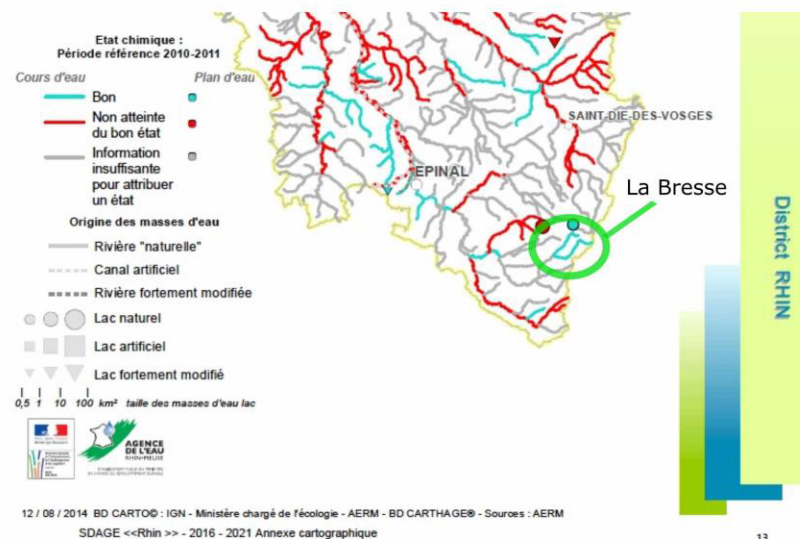 Etat chimique :
Période référence 2010-2011
Cours d'eau
Plan d'eau
Bon
Non atteinte
du bon état
Information
insuffisante
pour attribuer
un état
Origine des masses d'eau
Rivière "naturelle"
Canal artificiel
Rivière fortement modifiée
Lac naturel
Lac artificiel
Lac fortement modifié
0,5 1 10 100 km² taille des masses d'eau lac
SAINT-DIE-DES-VOSGES
EPINAL
La Bresse
District RHIN
AGENCE
DE L'EAU
RHIN-MEUSE
12 / 08 / 2014 BD CARTO© : IGN - Ministère chargé de l'écologie - AERM - BD CARTHAGE® - Sources : AERM
SDAGE <<Rhin >> - 2016 - 2021 Annexe cartographique
13